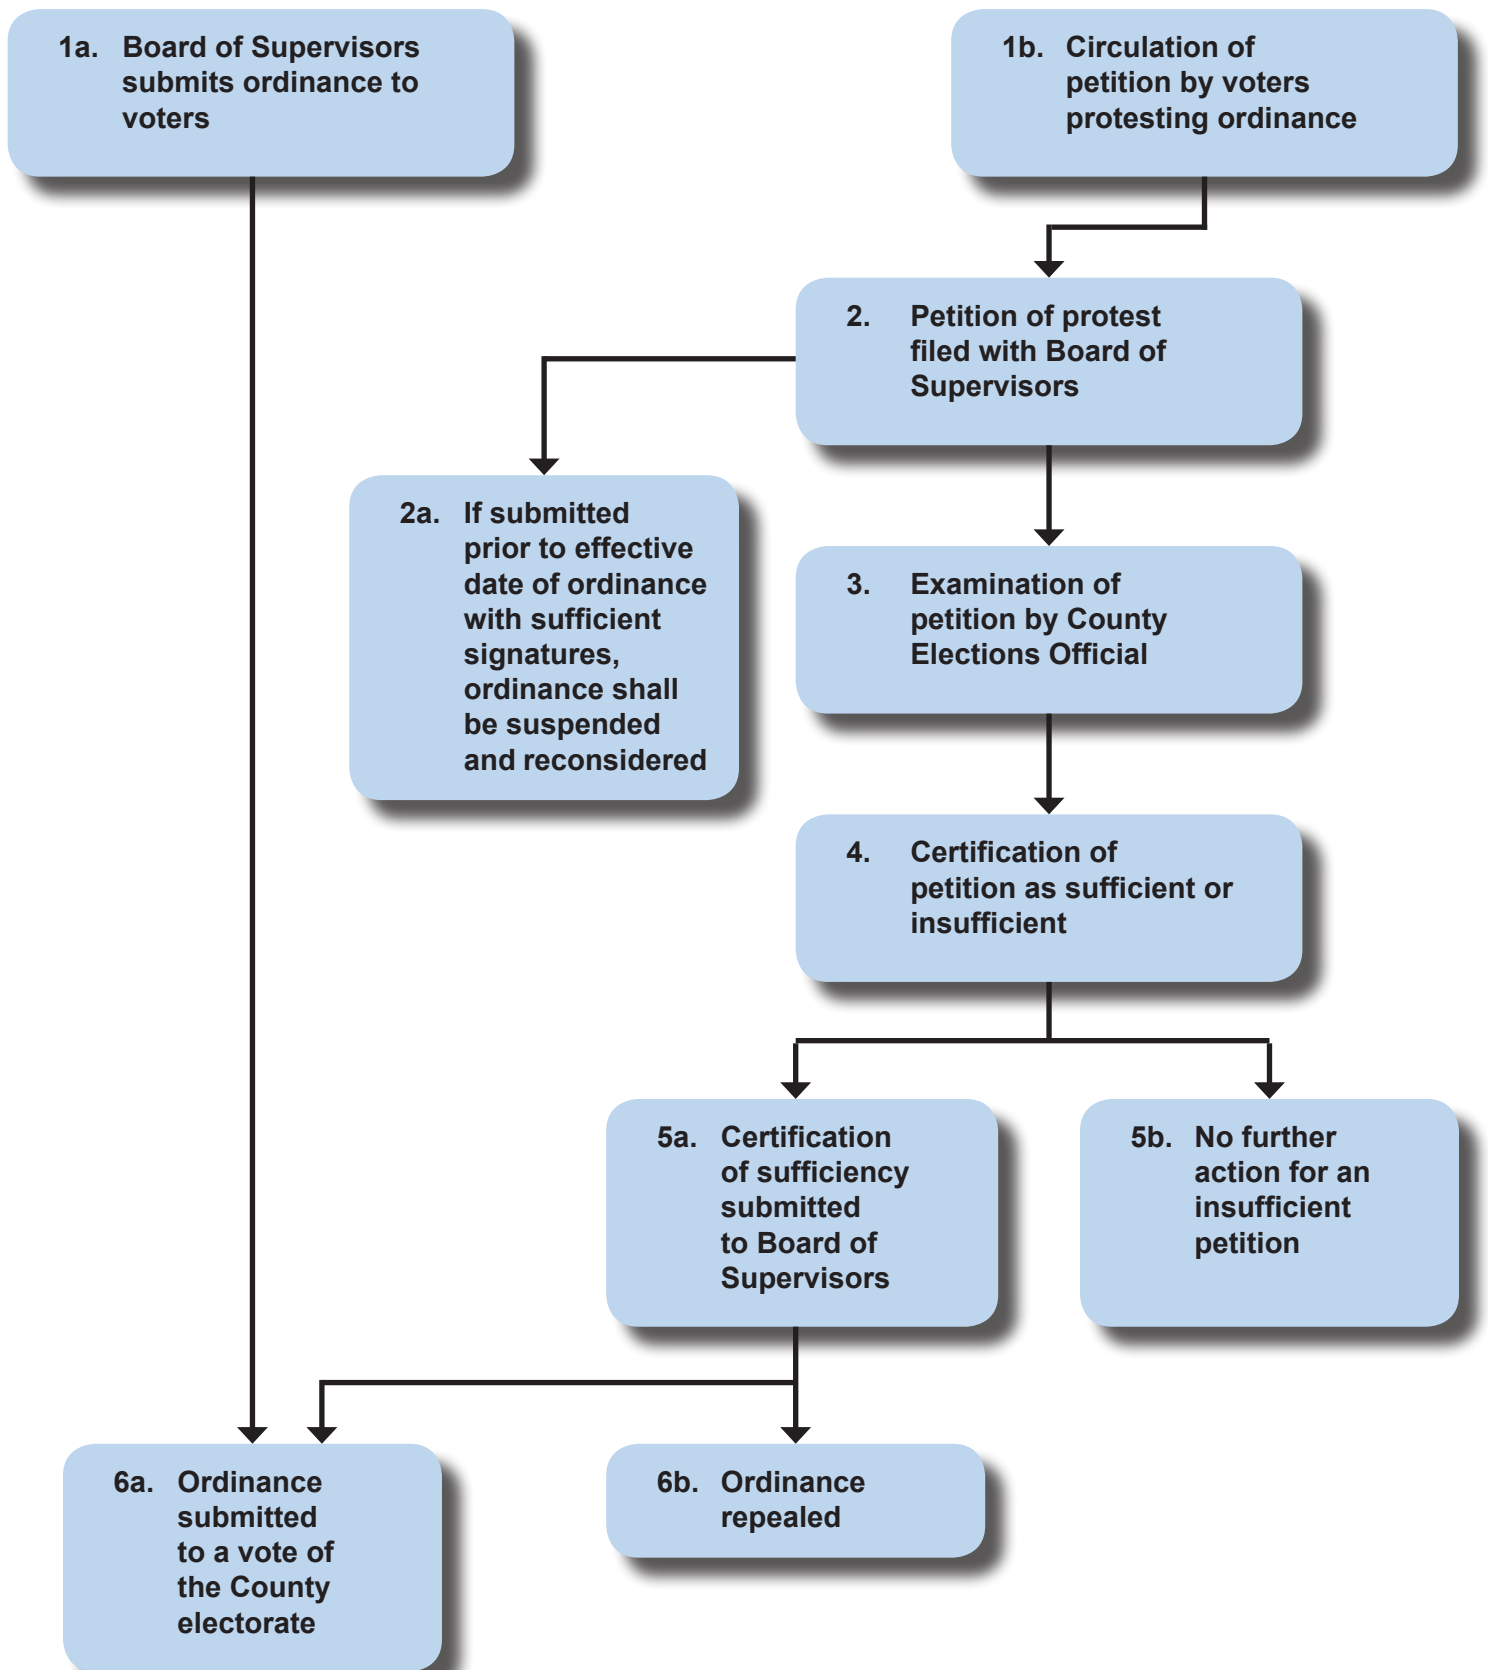 1a. Board of Supervisors
submits ordinance to
voters
1b. Circulation of
petition by voters
protesting ordinance
2. Petition of protest
filed with Board of
Supervisors
2a. If submitted
prior to effective
date of ordinance
with sufficient
signatures,
ordinance shall
be suspended
and reconsidered
3. Examination of
petition by County
Elections Official
4. Certification of
petition as sufficient or
insufficient
5a. Certification
of sufficiency
submitted
to Board of
Supervisors
5b. No further
action for an
insufficient
petition
6a. Ordinance
submitted
to a vote of
the County
electorate
6b. Ordinance
repealed